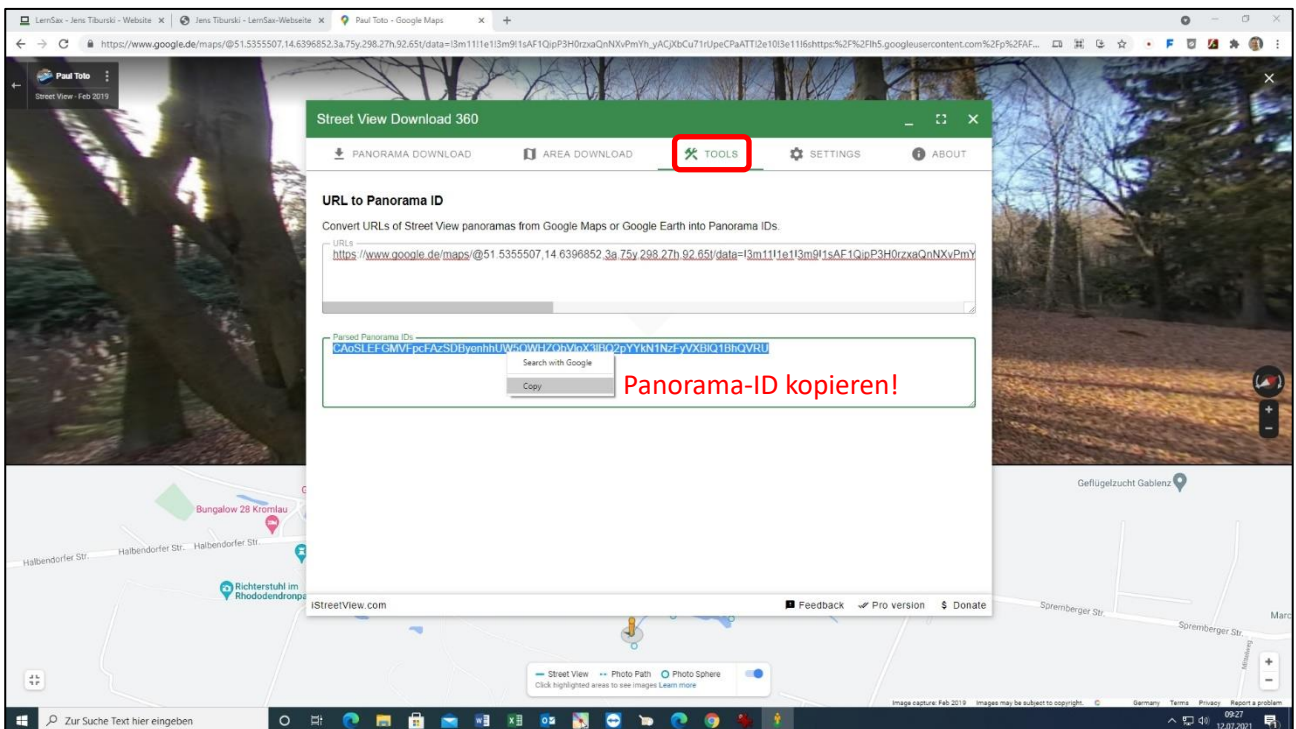 LernSax - Jens Tiburski - Website
Jens Tiburski - LernSax-Webseite
Paul Toto - Google Maps
https://www.google.de/maps/@51.5355507,14.6396852,3a,75y,298.27h,92.65t/data=!3m11!1e1!3m9!1sAF1QipP3H0rzxaQnNXvPmYh_yACjXbCu71rUpeCPaATT!2e10!3e11!6shttps:%2F%2Flh5.googleusercontent.com%2Fp%2FAF...
Paul Toto
Street View - Feb 2019
Street View Download 360
PANORAMA DOWNLOAD
AREA DOWNLOAD
TOOLS
SETTINGS
ABOUT
URL to Panorama ID
Convert URLs of Street View panoramas from Google Maps or Google Earth into Panorama IDs.
URLs
https://www.google.de/maps/@51.5355507,14.6396852,3a,75y,298.27h,92.65t/data=!3m11!1e1!3m9!1sAF1QipP3H0rzxaQnNXvPmY
Parsed Panorama IDs
Search with Google
Copy
Panorama-ID kopieren!
Geflügelzucht Gablenz
Bungalow 28 Kromlau
Halbendorfer Str.
Halbendorfer Str.
Halbendorfer Str.
Richterstuhl im
Rhododendronpa
iStreetView.com
Feedback
Pro version
$ Donate
Spremberger Str.
Spremberger Str.
Marc
Street View
Photo Path
Photo Sphere
Click highlighted areas to see images Learn more
Image capture: Feb 2019
Images may be subject to copyright.
©
Germany
Terms
Privacy
Report a problem
Zur Suche Text hier eingeben
09:27
12.07.2021